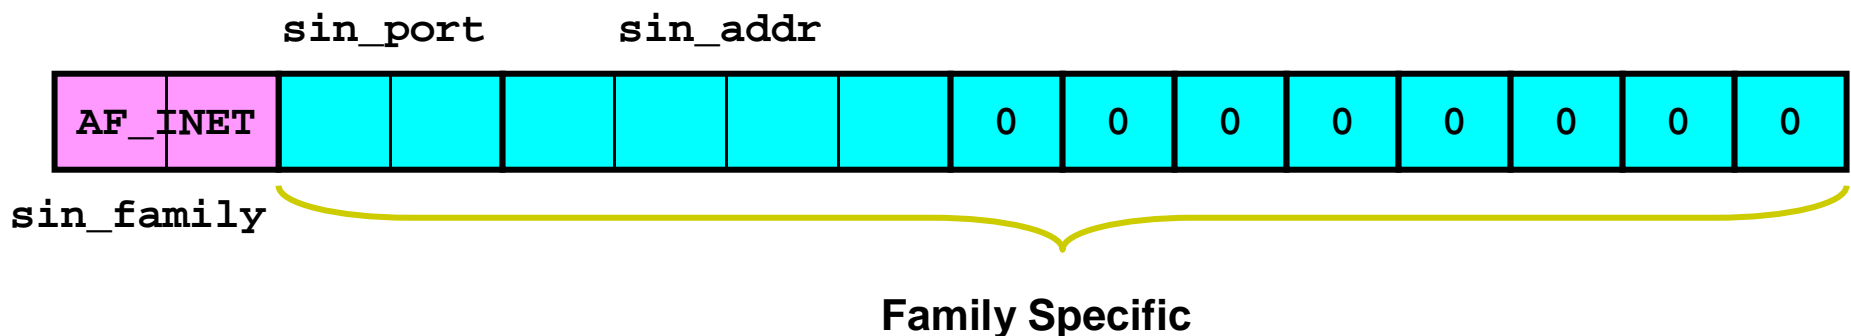 sin_port sin_addr
AF_INET 0 0 0 0 0 0 0 0
sin_family
Family Specific